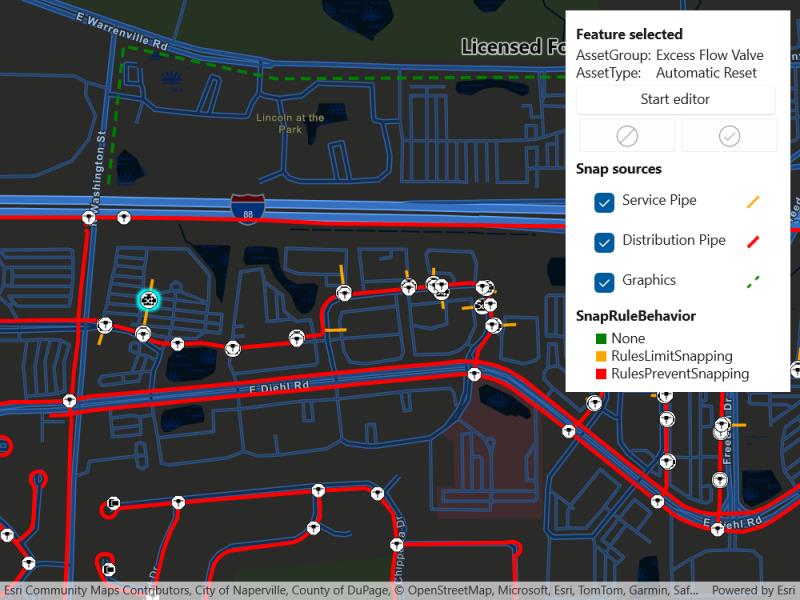 E Warrenville Rd
Licensed Fo
Lincoln at the
Park
Washington St
88
E Diehl Rd
Chippewa Dr
Dr
Freedom Dr
E Diehl Rd
Feature selected
AssetGroup: Excess Flow Valve
AssetType: Automatic Reset
Start editor
Snap sources
Service Pipe
Distribution Pipe
Graphics
SnapRuleBehavior
None
RulesLimitSnapping
RulesPreventSnapping
Esri Community Maps Contributors, City of Naperville, County of DuPage, © OpenStreetMap, Microsoft, Esri, TomTom, Garmin, Saf...
Powered by Esri